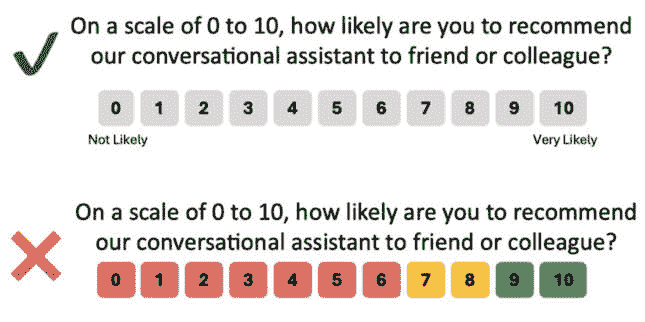 On a scale of 0 to 10, how likely are you to recommend
our conversational assistant to friend or colleague?
0 1 2 3 4 5 6 7 8 9 10
Not Likely Very Likely
On a scale of 0 to 10, how likely are you to recommend
our conversational assistant to friend or colleague?
0 1 2 3 4 5 6 7 8 9 10